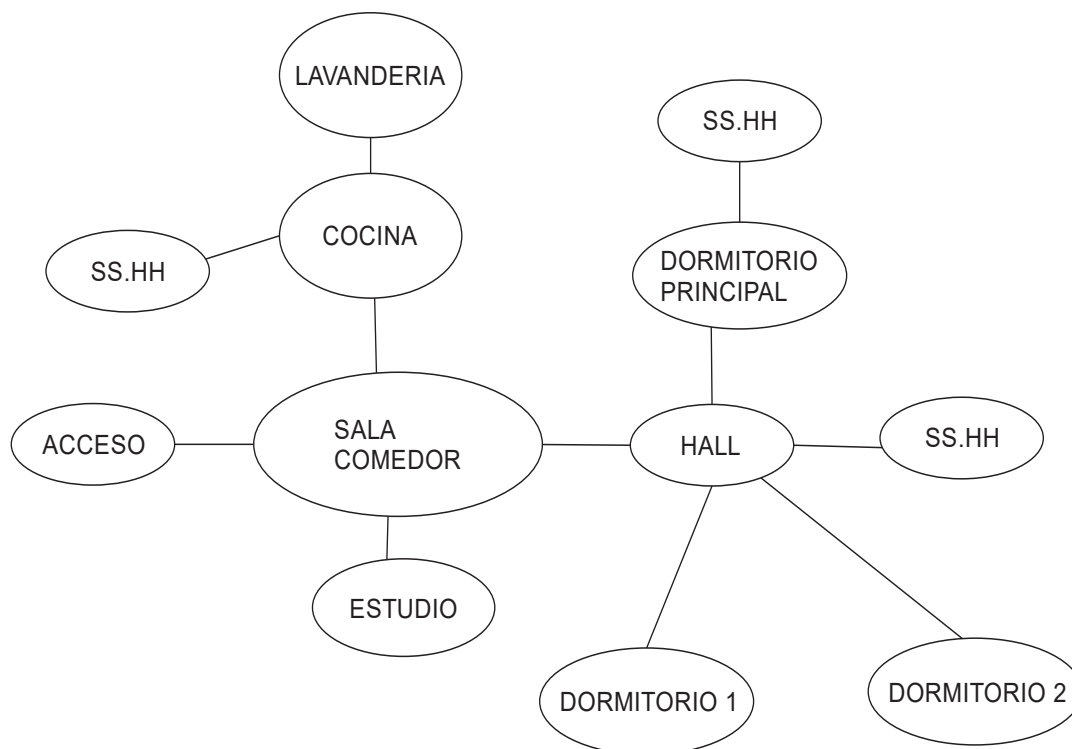 LAVANDERIA
SS.HH
COCINA
SS.HH
DORMITORIO
PRINCIPAL
ACCESO
SALA
COMEDOR
HALL
SS.HH
ESTUDIO
DORMITORIO 1
DORMITORIO 2